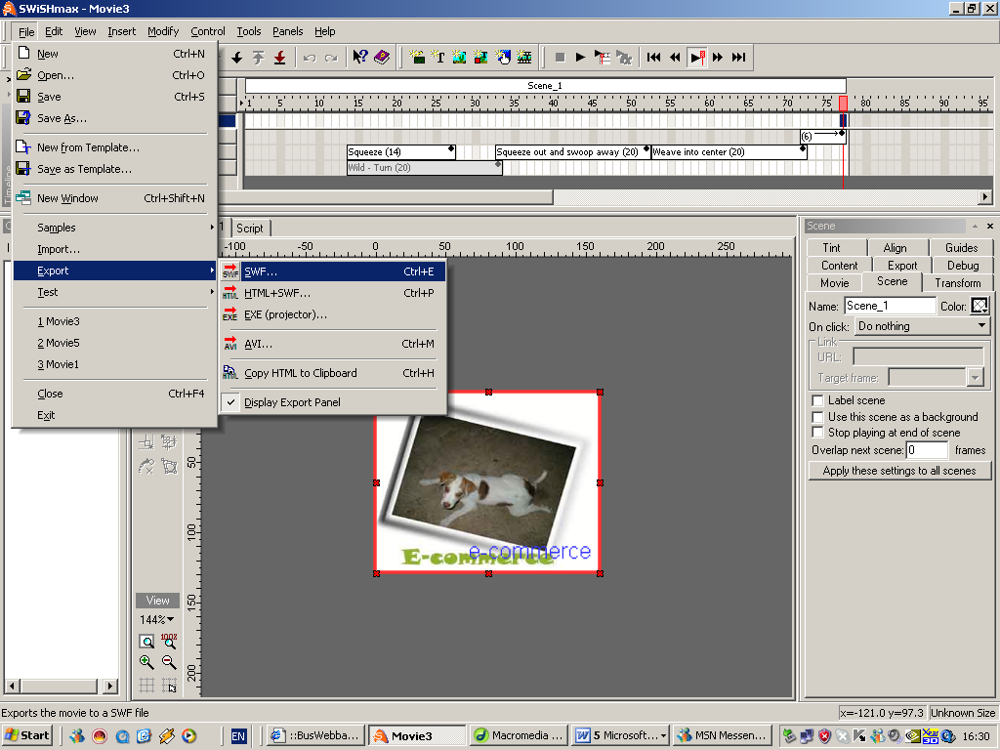 SWiSHmax - Movie3
File Edit View Insert Modify Control Tools Panels Help
New Ctrl+N
Open... Ctrl+O
Save Ctrl+S
Save As...
New from Template...
Save as Template...
New Window Ctrl+Shift+N
Samples
Import...
Export
Test
1 Movie3
2 Movie5
3 Movie1
Close Ctrl+F4
Exit
SWF... Ctrl+E
HTML+SWF... Ctrl+P
EXE (projector)...
AVI... Ctrl+M
Copy HTML to Clipboard Ctrl+H
Display Export Panel
Scene_1
1 5 10 15 20 25 30 35 40 45 50 55 60 65 70 75 80 85 90 95
(6)
Squeeze (14) Squeeze out and swoop away (20) Weave into center (20)
Wild - Turn (20)
Script
-100 -50 0 50 100 150 200 250
50
100
150
200
E-commerce
e-commerce
View
144%
100%
Scene
Tint Align Guides
Content Export Debug
Movie Scene Transform
Name: Scene_1 Color:
On click: Do nothing
Link
URL:
Target frame:
Label scene
Use this scene as a background
Stop playing at end of scene
Overlap next scene: 0 frames
Apply these settings to all scenes
Exports the movie to a SWF file
x=-121.0 y=97.3 Unknown Size
Start EN ::BusWebba... Movie3 Macromedia ... 5 Microsoft... MSN Messen... 16:30